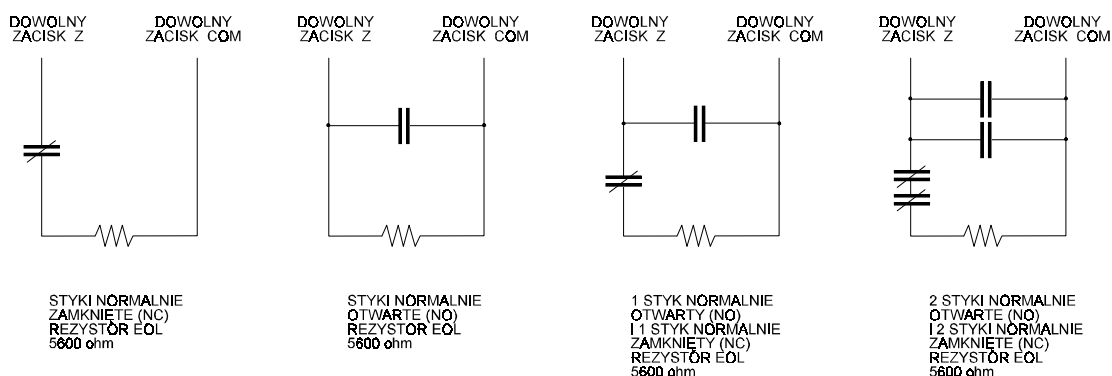 DOWOLNY
ZACISK Z
DOWOLNY
ZACISK COM
DOWOLNY
ZACISK Z
DOWOLNY
ZACISK COM
DOWOLNY
ZACISK Z
DOWOLNY
ZACISK COM
DOWOLNY
ZACISK Z
DOWOLNY
ZACISK COM
STYKI NORMALNIE
ZAMKNIĘTE (NC)
REZYSTOR EOL
5600 ohm
STYKI NORMALNIE
OTWARTE (NO)
REZYSTOR EOL
5600 ohm
1 STYK NORMALNIE
OTWARTY (NO)
I 1 STYK NORMALNIE
ZAMKNIĘTY (NC)
REZYSTOR EOL
5600 ohm
2 STYKI NORMALNIE
OTWARTE (NO)
I 2 STYKI NORMALNIE
ZAMKNIĘTE (NC)
REZYSTOR EOL
5600 ohm